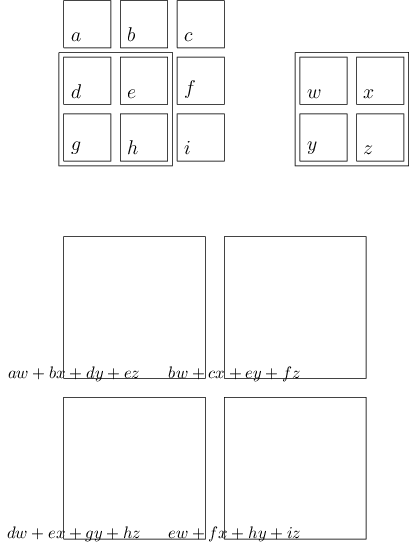 a b c
d e f w x
g h i y z
aw + bx + dy + ez bw + cx + ey + fz
dw + ex + gy + hz ew + fx + hy + iz